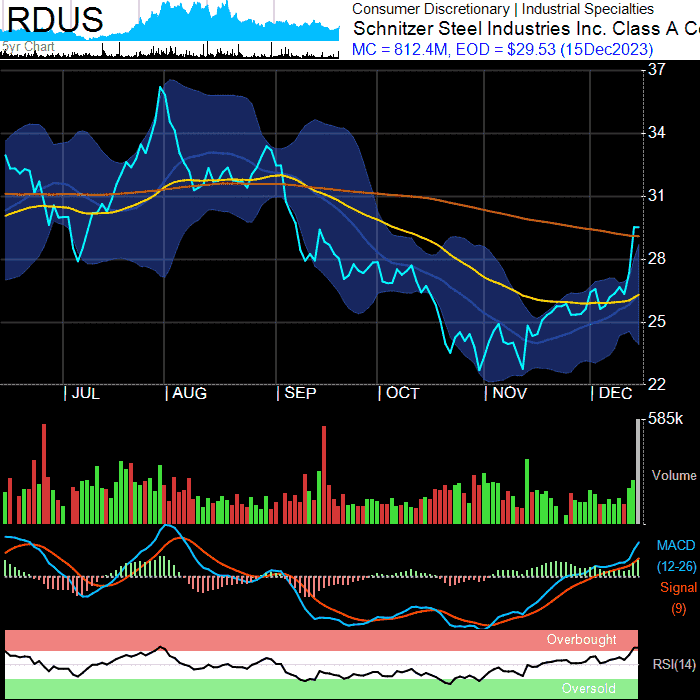 RDUS
5yr Chart
Consumer Discretionary | Industrial Specialties
Schnitzer Steel Industries Inc. Class A Co
MC = 812.4M, EOD = $29.53 (15Dec2023)
37
34
31
28
25
22
JUL AUG SEP OCT NOV DEC
585k
Volume
MACD
(12-26)
Signal
(9)
Overbought
RSI(14)
Oversold